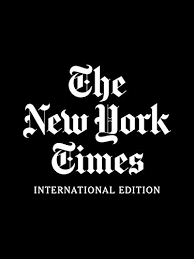 The
New York
Times
INTERNATIONAL EDITION